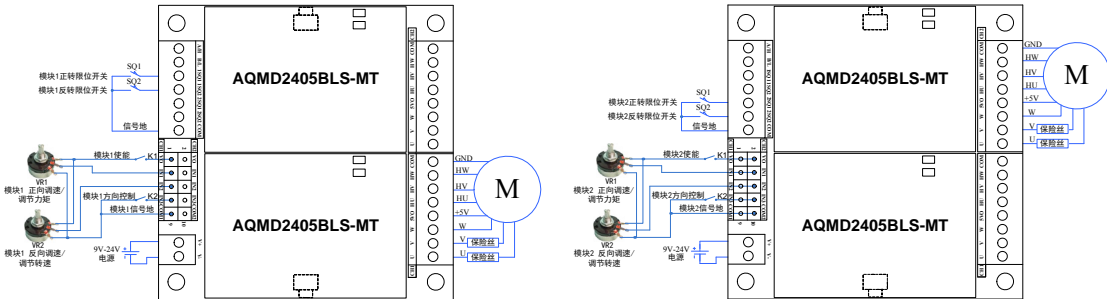 AQMD2405BLS-MT
SQ1
模块1正转限位开关
SQ2
模块1反转限位开关
信号地
模块1使能
K1
VR1
模块1 正向调速/
调节力矩
模块1方向控制
K2
模块1信号地
VR2
模块1 反向调速/
调节转速
9V-24V
电源
AQMD2405BLS-MT
GND
HW
HV
HU
+5V
W
V
保险丝
U
保险丝
M
AQMD2405BLS-MT
GND
HW
HV
HU
+5V
W
V
保险丝
U
保险丝
M
SQ1
模块2正转限位开关
SQ2
模块2反转限位开关
信号地
模块2使能
K1
VR1
模块2 正向调速/
调节力矩
模块2方向控制
K2
模块2信号地
VR2
模块2 反向调速/
调节转速
9V-24V
电源
AQMD2405BLS-MT